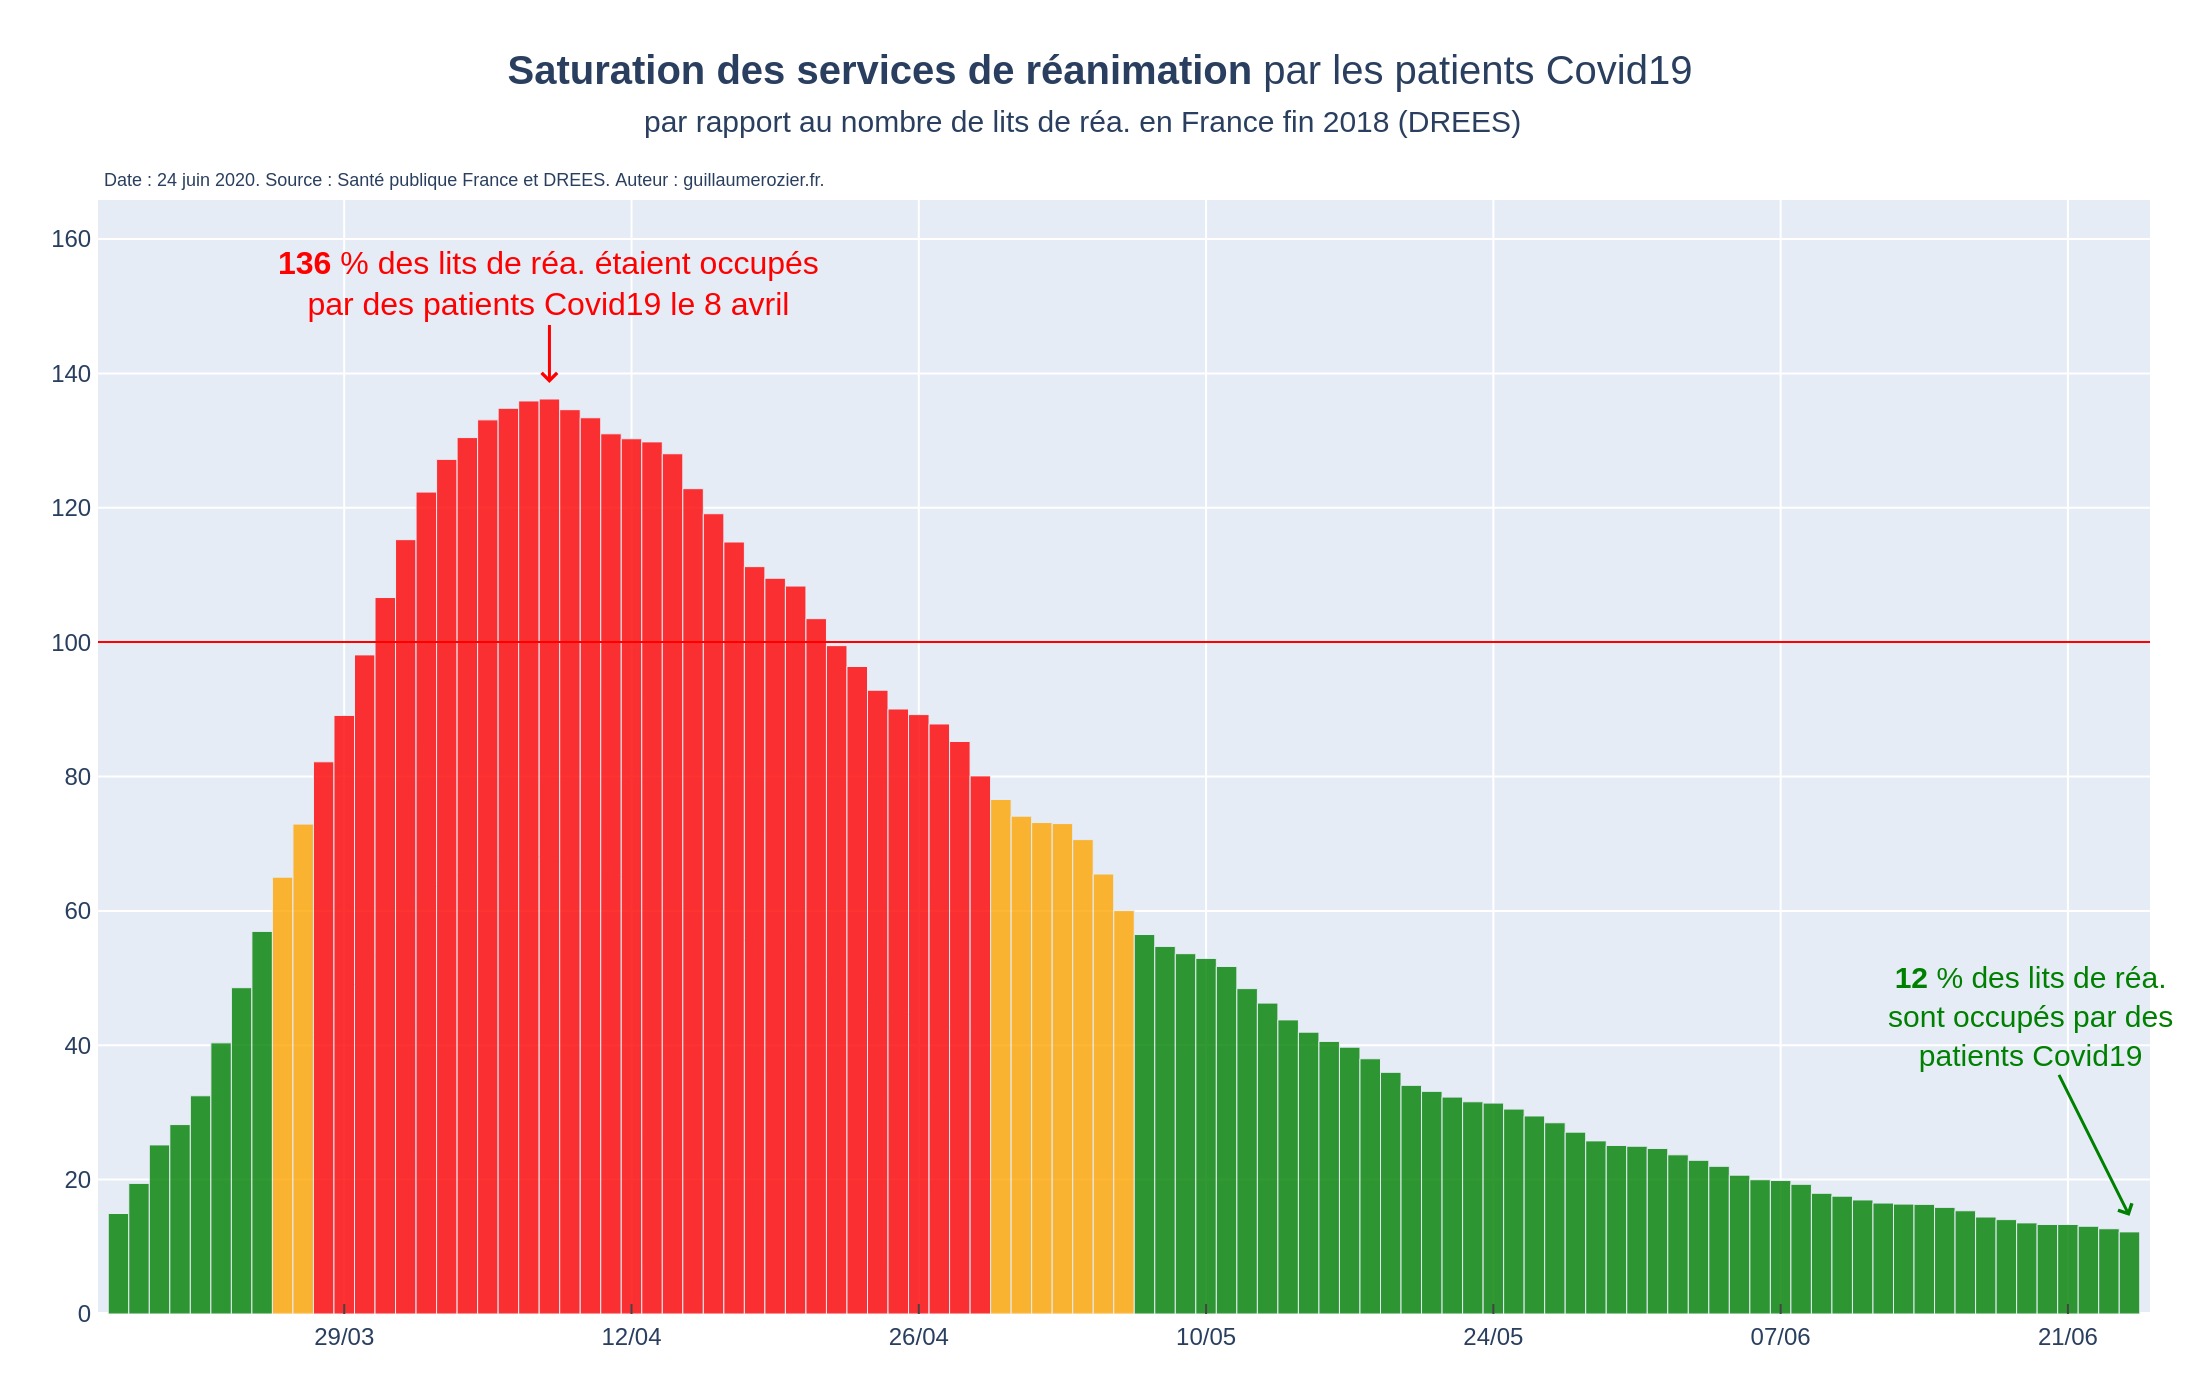 Saturation des services de réanimation par les patients Covid19
par rapport au nombre de lits de réa. en France fin 2018 (DREES)
Date : 24 juin 2020. Source : Santé publique France et DREES. Auteur : guillaumerozier.fr.
160
136 % des lits de réa. étaient occupés
par des patients Covid19 le 8 avril
140
120
100
80
60
12 % des lits de réa.
sont occupés par des
patients Covid19
40
20
0
29/03 12/04 26/04 10/05 24/05 07/06 21/06